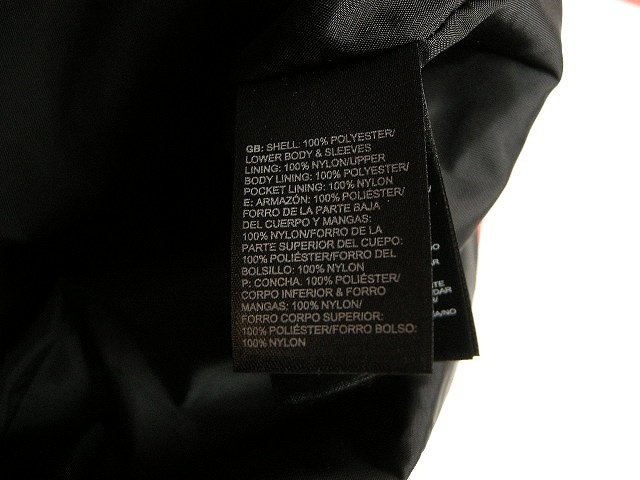 GB: SHELL: 100% POLYESTER/
LOWER BODY & SLEEVES
LINING: 100% NYLON/UPPER
BODY LINING: 100% POLYESTER/
POCKET LINING: 100% NYLON
E: ARMAZÓN: 100% POLIÉSTER/
FORRO DE LA PARTE BAJA
DEL CUERPO Y MANGAS:
100% NYLON/FORRO DE LA
PARTE SUPERIOR DEL CUEPO:
100% POLIÉSTER/FORRO DEL
BOLSILLO: 100% NYLON
P: CONCHA: 100% POLIÉSTER/
CORPO INFERIOR & FORRO
MANGAS: 100% NYLON/
FORRO CORPO SUPERIOR:
100% POLIÉSTER/FORRO BOLSO:
100% NYLON